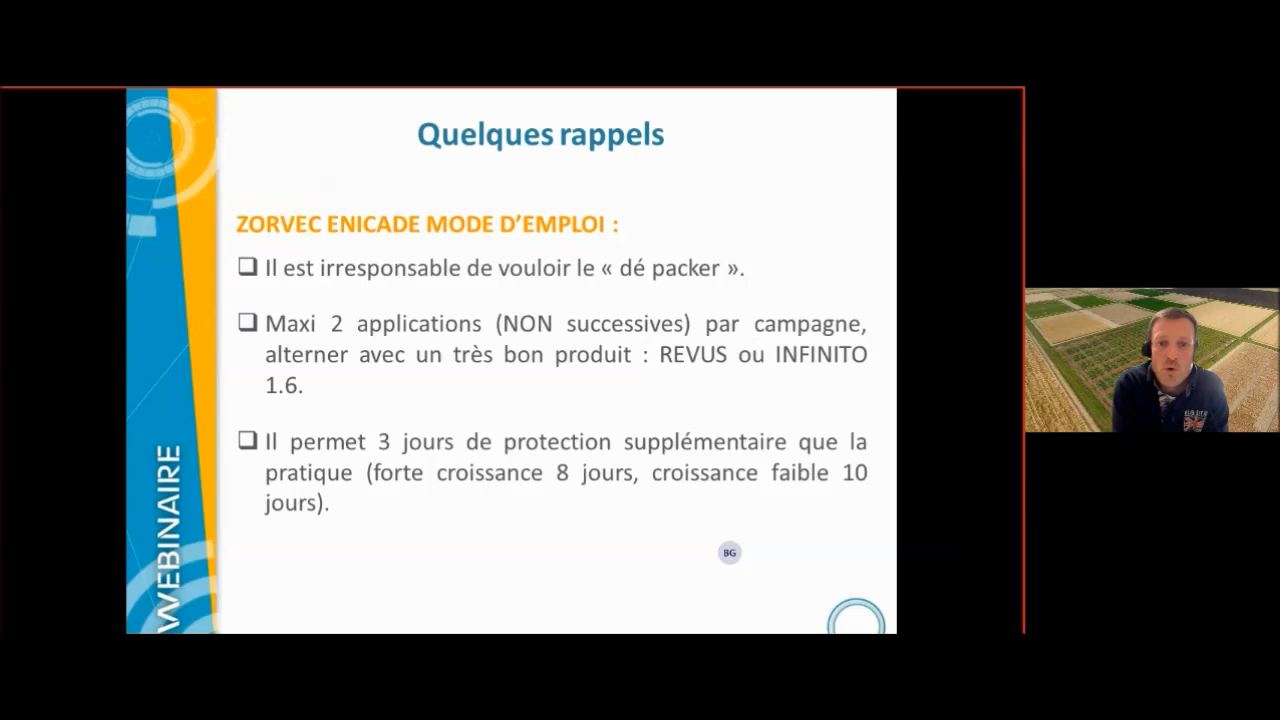 Quelques rappels
ZORVEC ENICADE MODE D'EMPLOI :
❑ Il est irresponsable de vouloir le « dé packer ».
❑ Maxi 2 applications (NON successives) par campagne,
alterner avec un très bon produit : REVUS ou INFINITO
1.6.
❑ Il permet 3 jours de protection supplémentaire que la
pratique (forte croissance 8 jours, croissance faible 10
jours).
WEBINAIRE
BG